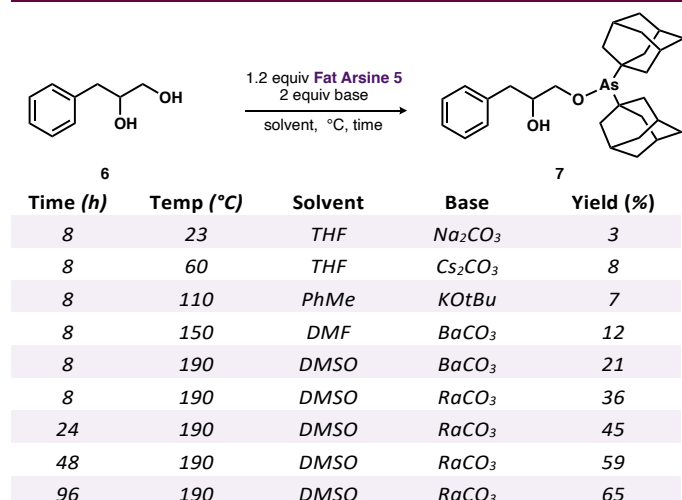 1.2 equiv Fat Arsine 5
2 equiv base
solvent, °C, time
OH
OH
O
As
OH
6
7
Time (h) Temp (°C) Solvent Base Yield (%)
8 23 THF Na₂CO₃ 3
8 60 THF Cs₂CO₃ 8
8 110 PhMe KOtBu 7
8 150 DMF BaCO₃ 12
8 190 DMSO BaCO₃ 21
8 190 DMSO RaCO₃ 36
24 190 DMSO RaCO₃ 45
48 190 DMSO RaCO₃ 59
96 190 DMSO RaCO₃ 65